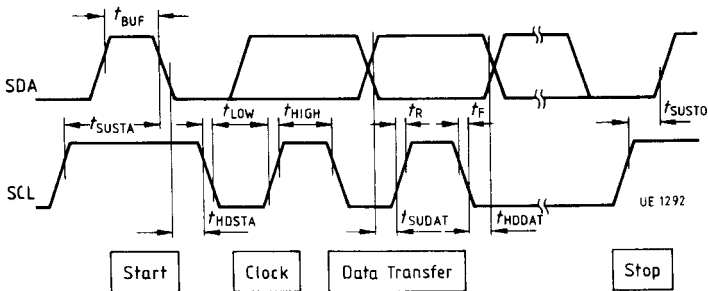 tBUF
SDA
tSUSTA
tLOW
tHIGH
tR
tF
tSUSTO
SCL
tHDSTA
tSUDAT
tHDDAT
UE 1292
Start
Clock
Data Transfer
Stop